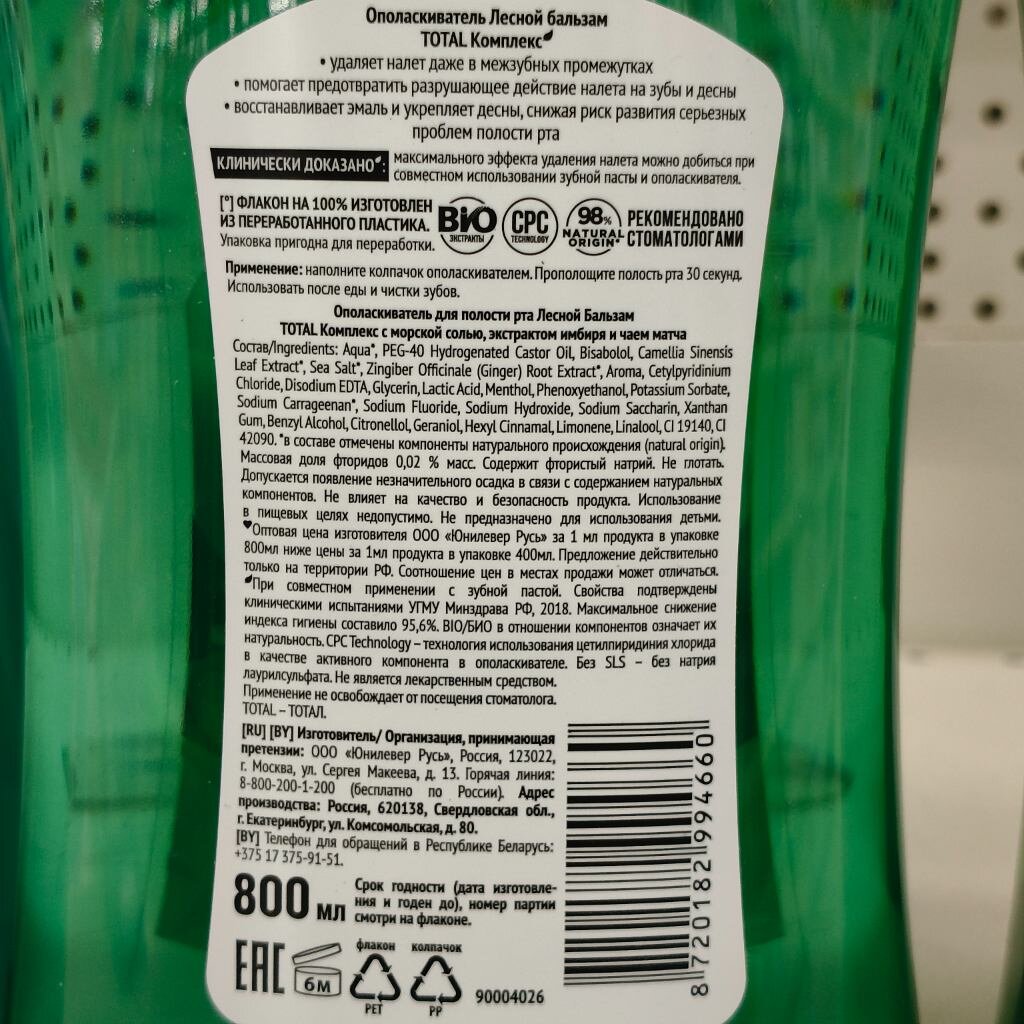 Ополаскиватель Лесной бальзам
TOTAL Комплекс
• удаляет налет даже в межзубных промежутках
• помогает предотвратить разрушающее действие налета на зубы и десны
• восстанавливает эмаль и укрепляет десны, снижая риск развития серьезных
проблем полости рта
КЛИНИЧЕСКИ ДОКАЗАНО: максимального эффекта удаления налета можно добиться при
совместном использовании зубной пасты и ополаскивателя.
[°] ФЛАКОН НА 100% ИЗГОТОВЛЕН
ИЗ ПЕРЕРАБОТАННОГО ПЛАСТИКА.
Упаковка пригодна для переработки.
BIO
ЭКСТРАКТЫ
CPC
TECHNOLOGY
98%
NATURAL
ORIGIN*
РЕКОМЕНДОВАНО
СТОМАТОЛОГАМИ
Применение: наполните колпачок ополаскивателем. Прополощите полость рта 30 секунд.
Использовать после еды и чистки зубов.
Ополаскиватель для полости рта Лесной Бальзам
TOTAL Комплекс с морской солью, экстрактом имбиря и чаем матча
Состав/Ingredients: Aqua*, PEG-40 Hydrogenated Castor Oil, Bisabolol, Camellia Sinensis
Leaf Extract*, Sea Salt*, Zingiber Officinale (Ginger) Root Extract*, Aroma, Cetylpyridinium
Chloride, Disodium EDTA, Glycerin, Lactic Acid, Menthol, Phenoxyethanol, Potassium Sorbate,
Sodium Carrageenan*, Sodium Fluoride, Sodium Hydroxide, Sodium Saccharin, Xanthan
Gum, Benzyl Alcohol, Citronellol, Geraniol, Hexyl Cinnamal, Limonene, Linalool, CI 19140, CI
42090. *в составе отмечены компоненты натурального происхождения (natural origin).
Массовая доля фторидов 0,02 % масс. Содержит фтористый натрий. Не глотать.
Допускается появление незначительного осадка в связи с содержанием натуральных
компонентов. Не влияет на качество и безопасность продукта. Использование
в пищевых целях недопустимо. Не предназначено для использования детьми.
♥Оптовая цена изготовителя ООО «Юнилевер Русь» за 1 мл продукта в упаковке
800мл ниже цены за 1мл продукта в упаковке 400мл. Предложение действительно
только на территории РФ. Соотношение цен в местах продажи может отличаться.
При совместном применении с зубной пастой. Свойства подтверждены
клиническими испытаниями УГМУ Минздрава РФ, 2018. Максимальное снижение
индекса гигиены составило 95,6%. BIO/БИО в отношении компонентов означает их
натуральность. CPC Technology – технология использования цетилпиридиния хлорида
в качестве активного компонента в ополаскивателе. Без SLS – без натрия
лаурилсульфата. Не является лекарственным средством.
Применение не освобождает от посещения стоматолога.
TOTAL – ТОТАЛ.
[RU] [BY] Изготовитель/ Организация, принимающая
претензии: ООО «Юнилевер Русь», Россия, 123022,
г. Москва, ул. Сергея Макеева, д. 13. Горячая линия:
8-800-200-1-200 (бесплатно по России). Адрес
производства: Россия, 620138, Свердловская обл.,
г. Екатеринбург, ул. Комсомольская, д. 80.
[BY] Телефон для обращений в Республике Беларусь:
+375 17 375-91-51.
800 мл
Срок годности (дата изготовле-
ния и годен до), номер партии
смотри на флаконе.
EAC
6м
флакон
PET
колпачок
PP
90004026
8 720182 994660